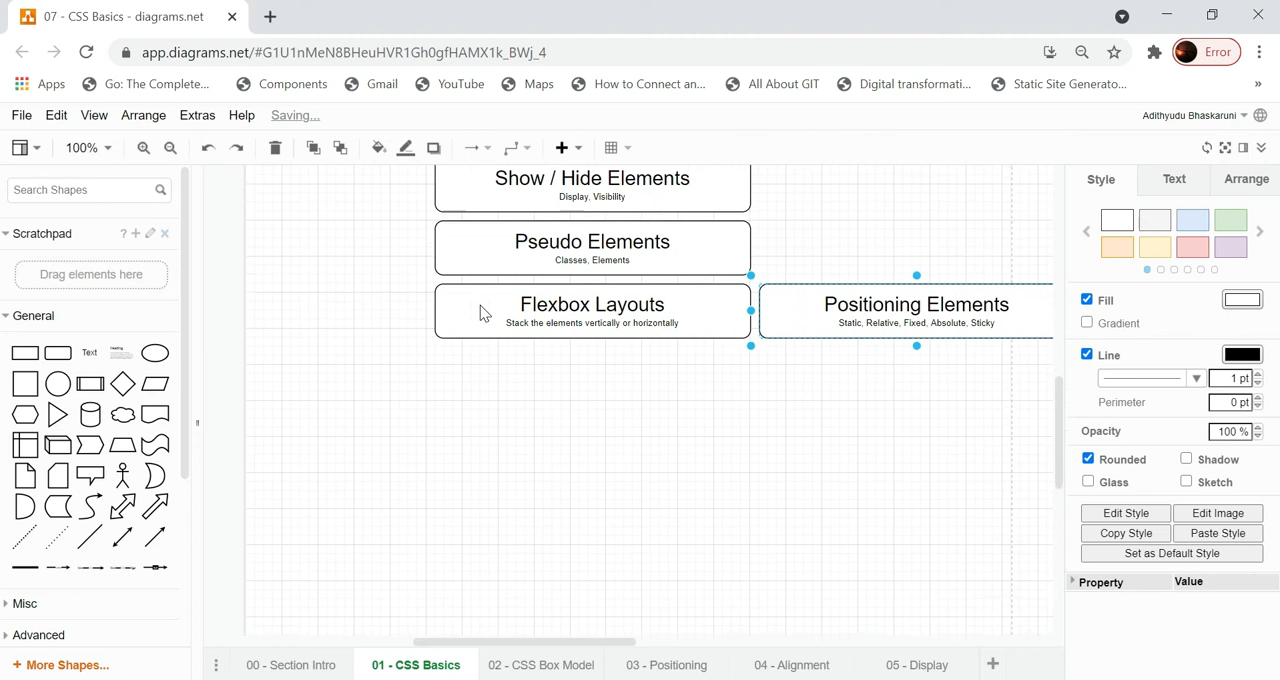 07 - CSS Basics - diagrams.net
app.diagrams.net/#G1U1nMeN8BHeuHVR1Gh0gfHAMX1k_BWj_4
Error
Apps
Go: The Complete...
Components
Gmail
YouTube
Maps
How to Connect an...
All About GIT
Digital transformati...
Static Site Generato...
»
File Edit View Arrange Extras Help Saving...
Adithyudu Bhaskaruni
100%
Search Shapes
Scratchpad
?
Drag elements here
General
Text
Heading
Misc
Advanced
+ More Shapes...
Show / Hide Elements
Display, Visibility
Pseudo Elements
Classes, Elements
Flexbox Layouts
Stack the elements vertically or horizontally
Positioning Elements
Static, Relative, Fixed, Absolute, Sticky
Style Text Arrange
Fill
Gradient
Line
1 pt
Perimeter 0 pt
Opacity 100 %
Rounded Shadow
Glass Sketch
Edit Style Edit Image
Copy Style Paste Style
Set as Default Style
Property Value
00 - Section Intro
01 - CSS Basics
02 - CSS Box Model
03 - Positioning
04 - Alignment
05 - Display